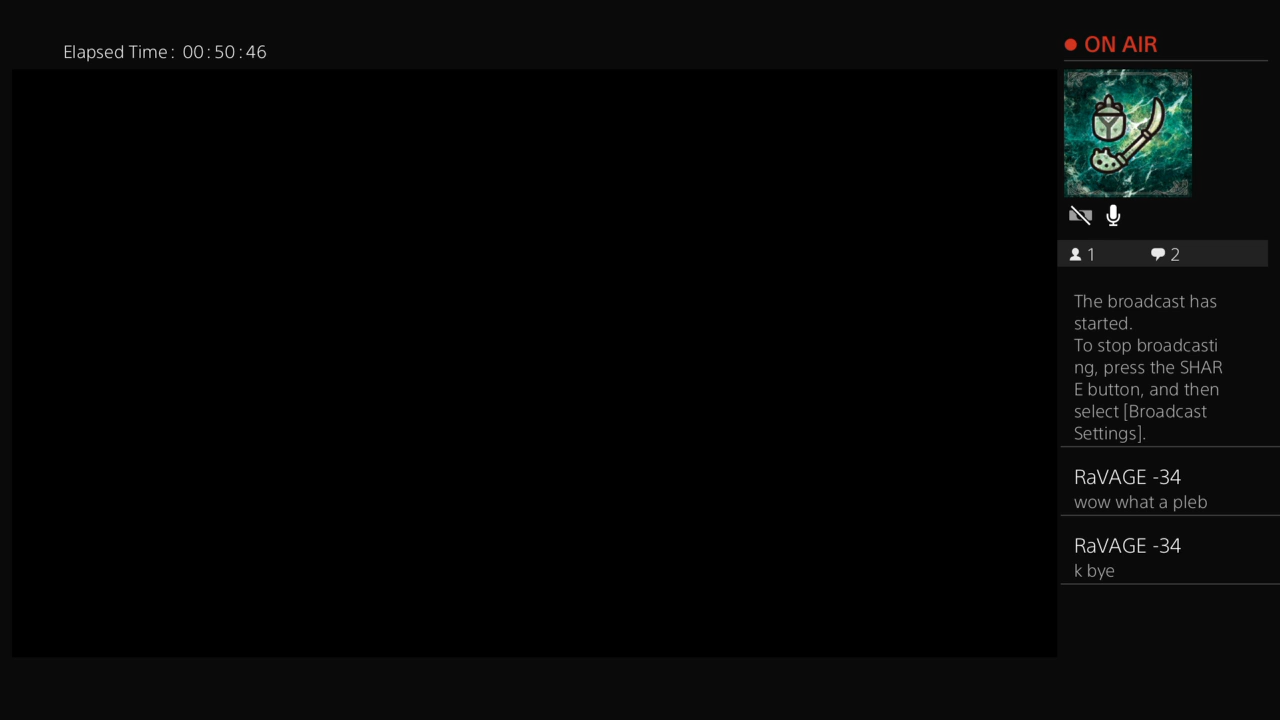 Elapsed Time: 00:50:46
ON AIR
1 2
The broadcast has
started.
To stop broadcasti
ng, press the SHAR
E button, and then
select [Broadcast
Settings].
RaVAGE -34
wow what a pleb
RaVAGE -34
k bye